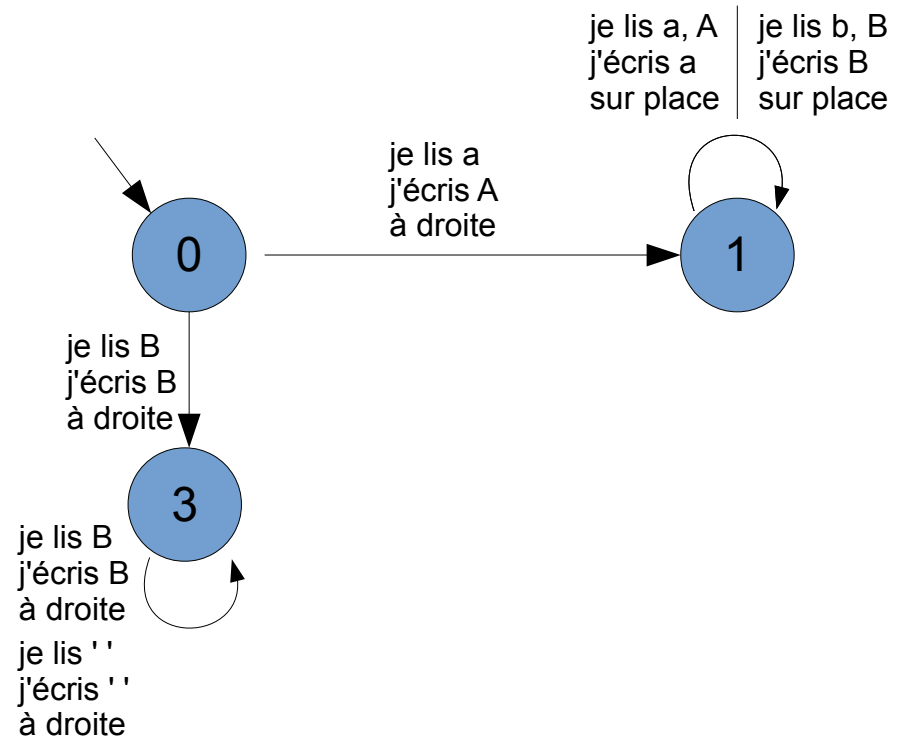 je lis a, A
j'écris a
sur place
je lis b, B
j'écris B
sur place
je lis a
j'écris A
à droite
0
1
je lis B
j'écris B
à droite
3
je lis B
j'écris B
à droite
je lis ' '
j'écris ' '
à droite